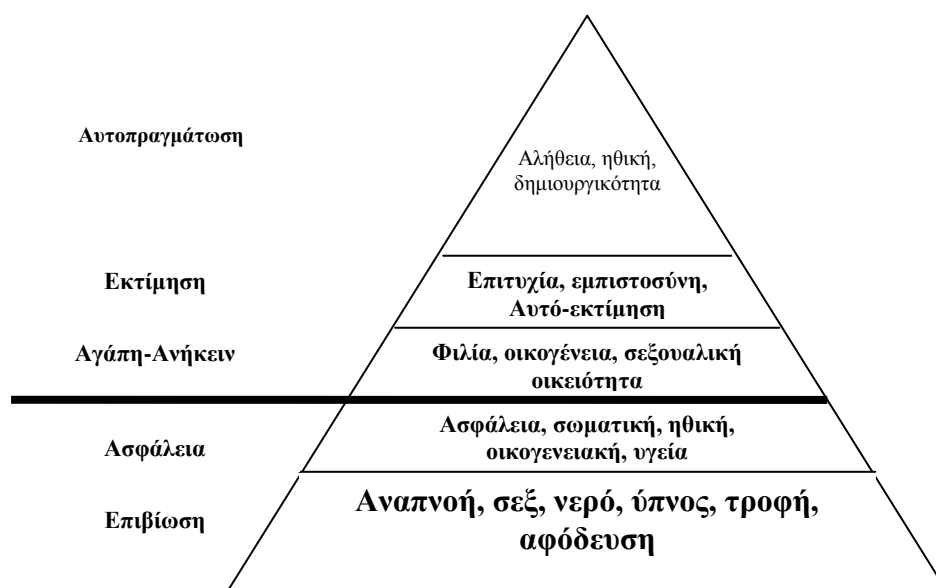 Αυτοπραγμάτωση
Αλήθεια, ηθική,
δημιουργικότητα
Εκτίμηση
Επιτυχία, εμπιστοσύνη,
Αυτό-εκτίμηση
Αγάπη-Ανήκειν
Φιλία, οικογένεια, σεξουαλική
οικειότητα
Ασφάλεια
Ασφάλεια, σωματική, ηθική,
οικογενειακή, υγεία
Επιβίωση
Αναπνοή, σεξ, νερό, ύπνος, τροφή,
αφόδευση